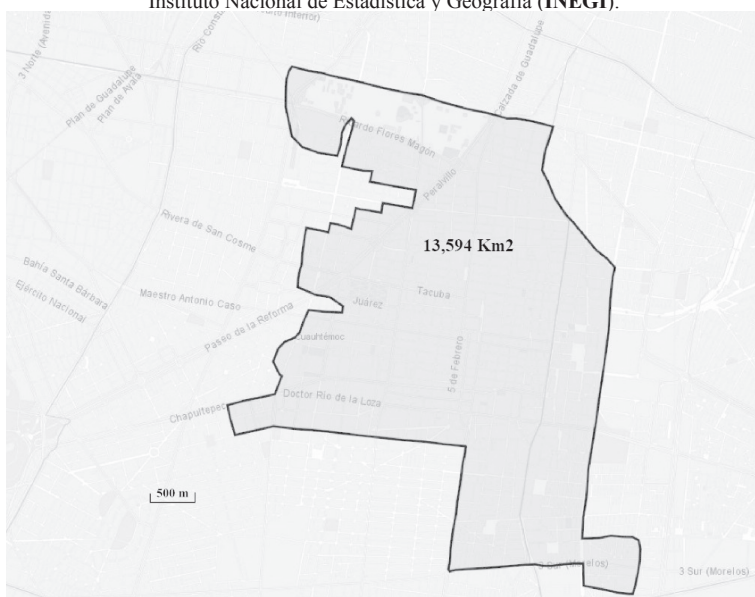 Instituto Nacional de Estadística y Geografía (INEGI).
3 Norte (Avenida
Río Cons
Interior)
Plan de Guadalupe
Plan de Ayala
Calzada de Guadalupe
Ricardo Flores Magón
Peralvillo
Rivera de San Cosme
13,594 Km2
Bahía Santa Bárbara
Ejército Nacional
Maestro Antonio Caso
Tacuba
Juárez
Paseo de la Reforma
Cuauhtémoc
5 de Febrero
Doctor Río de la Loza
Chapultepec
500 m
3 Sur (Morelos)
3 Sur (Morelos)